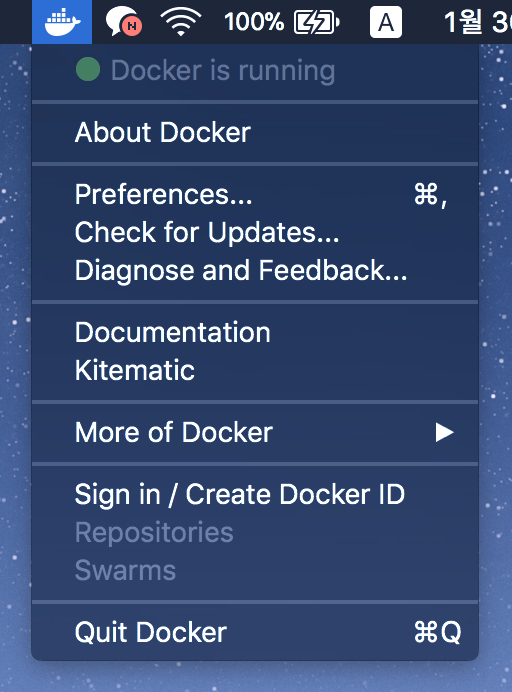 100% A 1월 30
Docker is running
About Docker
Preferences... ⌘,
Check for Updates...
Diagnose and Feedback...
Documentation
Kitematic
More of Docker
Sign in / Create Docker ID
Repositories
Swarms
Quit Docker ⌘Q